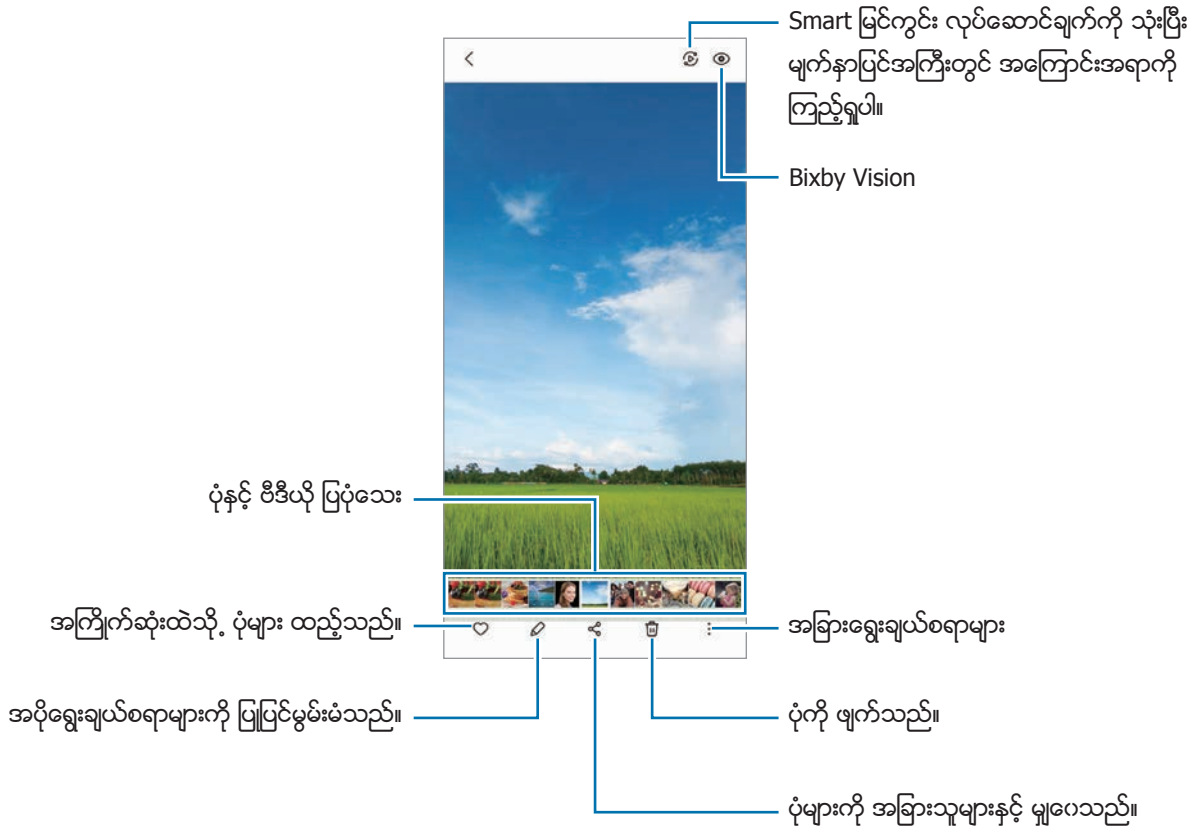 Smart မြင်ကွင်း လုပ်ဆောင်ချက်ကို သုံးပြီး
မျက်နှာပြင်အကြီးတွင် အကြောင်းအရာကို
ကြည့်ရှုပါ။
Bixby Vision
ပုံနှင့် ဗီဒီယို ပြပုံသေး
အကြိုက်ဆုံးထဲသို့ ပုံများ ထည့်သည်။
အခြားရွေးချယ်စရာများ
အပိုရွေးချယ်စရာများကို ပြုပြင်မွမ်းမံသည်။
ပုံကို ဖျက်သည်။
ပုံများကို အခြားသူများနှင့် မျှဝေသည်။